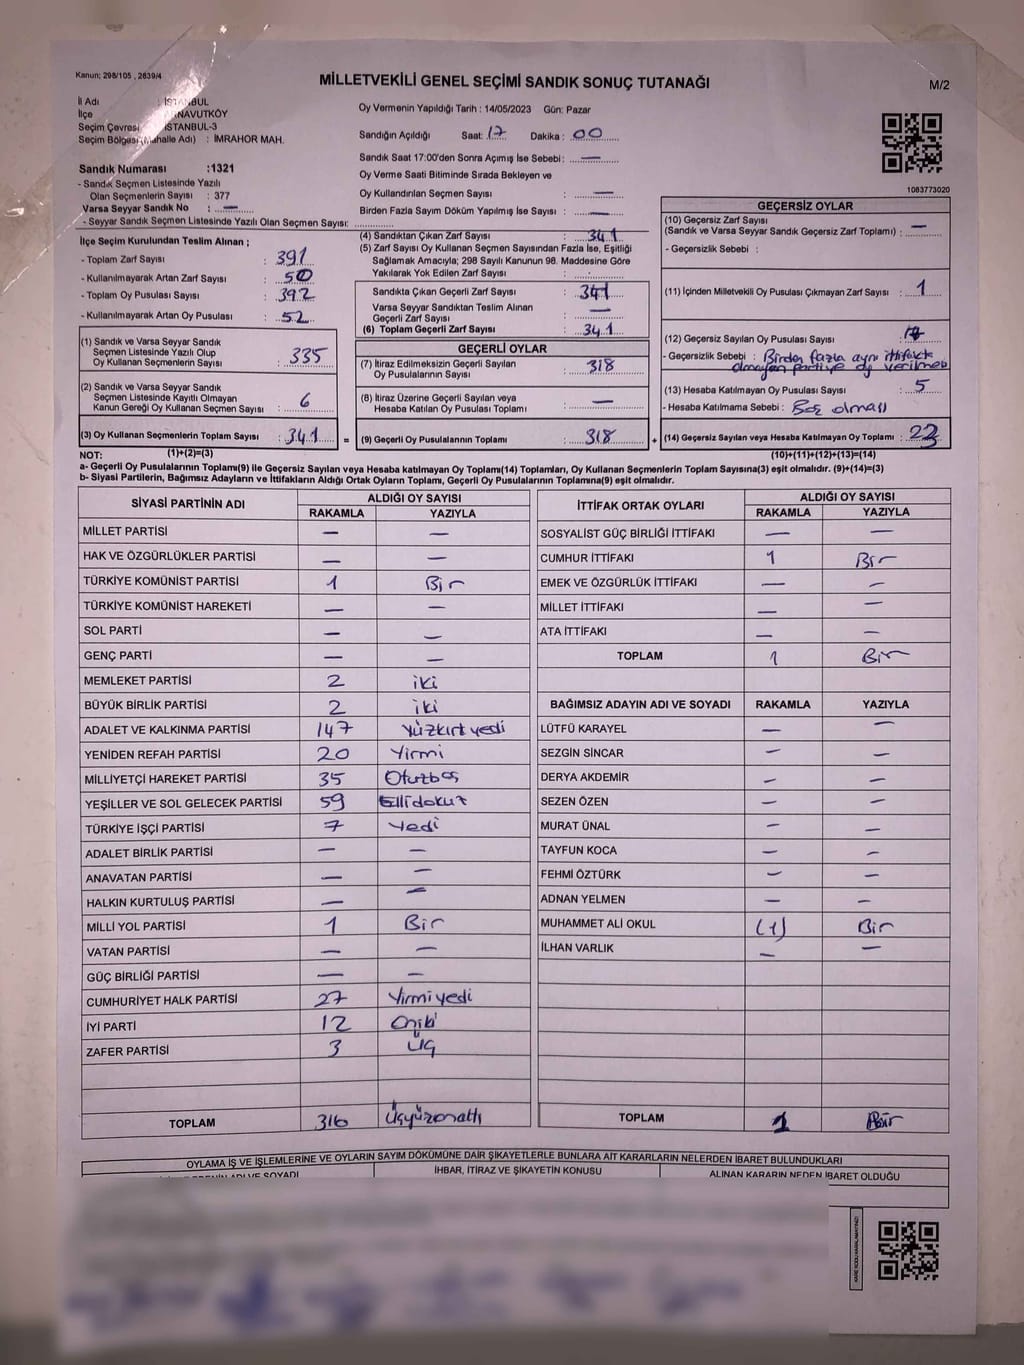 Kanun; 298/105 , 2839/4
MİLLETVEKİLİ GENEL SEÇİMİ SANDIK SONUÇ TUTANAĞI
M/2
İl Adı : İSTANBUL
İlçe : RNAVUTKÖY
Seçim Çevresi : İSTANBUL-3
Seçim Bölgesi (Mahalle Adı) : İMRAHOR MAH.
Sandık Numarası :1321
- Sandık Seçmen Listesinde Yazılı
Olan Seçmenlerin Sayısı : 377
Varsa Seyyar Sandık No : —
- Seyyar Sandık Seçmen Listesinde Yazılı Olan Seçmen Sayısı:
Oy Vermenin Yapıldığı Tarih : 14/05/2023 Gün: Pazar
Sandığın Açıldığı Saat: 17 Dakika : 00
Sandık Saat 17:00'den Sonra Açımış İse Sebebi : —
Oy Verme Saati Bitiminde Sırada Bekleyen ve
Oy Kullandırılan Seçmen Sayısı : —
Birden Fazla Sayım Döküm Yapılmış İse Sayısı : —
1083773020
İlçe Seçim Kurulundan Teslim Alınan ;
- Toplam Zarf Sayısı : 391
- Kullanılmayarak Artan Zarf Sayısı : 50
- Toplam Oy Pusulası Sayısı : 392
- Kullanılmayarak Artan Oy Pusulası : 52
(1) Sandık ve Varsa Seyyar Sandık
Seçmen Listesinde Yazılı Olup
Oy Kullanan Seçmenlerin Sayısı : 335
(2) Sandık ve Varsa Seyyar Sandık
Seçmen Listesinde Kayıtlı Olmayan
Kanun Gereği Oy Kullanan Seçmen Sayısı : 6
(3) Oy Kullanan Seçmenlerin Toplam Sayısı : 341 =
(4) Sandıktan Çıkan Zarf Sayısı : 341
(5) Zarf Sayısı Oy Kullanan Seçmen Sayısından Fazla İse, Eşitliği
Sağlamak Amacıyla; 298 Sayılı Kanunun 98. Maddesine Göre
Yakılarak Yok Edilen Zarf Sayısı :
Sandıkta Çıkan Geçerli Zarf Sayısı : 341
Varsa Seyyar Sandıktan Teslim Alınan
Geçerli Zarf Sayısı : —
(6) Toplam Geçerli Zarf Sayısı : 341
GEÇERLİ OYLAR
(7) İtiraz Edilmeksizin Geçerli Sayılan
Oy Pusulalarının Sayısı : 318
(8) İtiraz Üzerine Geçerli Sayılan veya
Hesaba Katılan Oy Pusulası Toplamı : —
(9) Geçerli Oy Pusulalarının Toplamı : 318 +
GEÇERSİZ OYLAR
(10) Geçersiz Zarf Sayısı
(Sandık ve Varsa Seyyar Sandık Geçersiz Zarf Toplamı) : —
- Geçersizlik Sebebi :
(11) İçinden Milletvekili Oy Pusulası Çıkmayan Zarf Sayısı : 1
(12) Geçersiz Sayılan Oy Pusulası Sayısı : 17
- Geçersizlik Sebebi : Birden fazla aynı ittifakta
olmayan partiye oy verilmesi
(13) Hesaba Katılmayan Oy Pusulası Sayısı : 5
- Hesaba Katılmama Sebebi : Boş olması
(14) Geçersiz Sayılan veya Hesaba Katılmayan Oy Toplamı : 23
NOT: (1)+(2)=(3) (10)+(11)+(12)+(13)=(14)
a- Geçerli Oy Pusulalarının Toplamı(9) ile Geçersiz Sayılan veya Hesaba katılmayan Oy Toplamı(14) Toplamları, Oy Kullanan Seçmenlerin Toplam Sayısına(3) eşit olmalıdır. (9)+(14)=(3)
b- Siyasi Partilerin, Bağımsız Adayların ve İttifakların Aldığı Ortak Oyların Toplamı, Geçerli Oy Pusulalarının Toplamına(9) eşit olmalıdır.
SİYASİ PARTİNİN ADI ALDIĞI OY SAYISI
RAKAMLA YAZIYLA
MİLLET PARTİSİ — —
HAK VE ÖZGÜRLÜKLER PARTİSİ — —
TÜRKİYE KOMÜNİST PARTİSİ 1 Bir
TÜRKİYE KOMÜNİST HAREKETİ — —
SOL PARTİ — —
GENÇ PARTİ — —
MEMLEKET PARTİSİ 2 iki
BÜYÜK BİRLİK PARTİSİ 2 iki
ADALET VE KALKINMA PARTİSİ 147 Yüzkırtyedi
YENİDEN REFAH PARTİSİ 20 Yirmi
MİLLİYETÇİ HAREKET PARTİSİ 35 Otuzbeş
YEŞİLLER VE SOL GELECEK PARTİSİ 59 Ellidokuz
TÜRKİYE İŞÇİ PARTİSİ 7 Yedi
ADALET BİRLİK PARTİSİ — —
ANAVATAN PARTİSİ — —
HALKIN KURTULUŞ PARTİSİ — —
MİLLİ YOL PARTİSİ 1 Bir
VATAN PARTİSİ — —
GÜÇ BİRLİĞİ PARTİSİ — —
CUMHURİYET HALK PARTİSİ 27 Yirmiyedi
İYİ PARTİ 12 Oniki
ZAFER PARTİSİ 3 Üç
TOPLAM 316 Üçyüzonaltı
İTTİFAK ORTAK OYLARI ALDIĞI OY SAYISI
RAKAMLA YAZIYLA
SOSYALİST GÜÇ BİRLİĞİ İTTİFAKI — —
CUMHUR İTTİFAKI 1 Bir
EMEK VE ÖZGÜRLÜK İTTİFAKI — —
MİLLET İTTİFAKI — —
ATA İTTİFAKI — —
TOPLAM 1 Bir
BAĞIMSIZ ADAYIN ADI VE SOYADI RAKAMLA YAZIYLA
LÜTFÜ KARAYEL — —
SEZGİN SİNCAR — —
DERYA AKDEMİR — —
SEZEN ÖZEN — —
MURAT ÜNAL — —
TAYFUN KOCA — —
FEHMİ ÖZTÜRK — —
ADNAN YELMEN — —
MUHAMMET ALİ OKUL (1) Bir
İLHAN VARLIK — —
TOPLAM 1 Bir
OYLAMA İŞ VE İŞLEMLERİNE VE OYLARIN SAYIM DÖKÜMÜNE DAİR ŞİKAYETLERLE BUNLARA AİT KARARLARIN NELERDEN İBARET BULUNDUKLARI
ADI VE SOYADI İHBAR, İTİRAZ VE ŞİKAYETİN KONUSU ALINAN KARARIN NEDEN İBARET OLDUĞU
KARE KODU KARALAMAYINIZ!